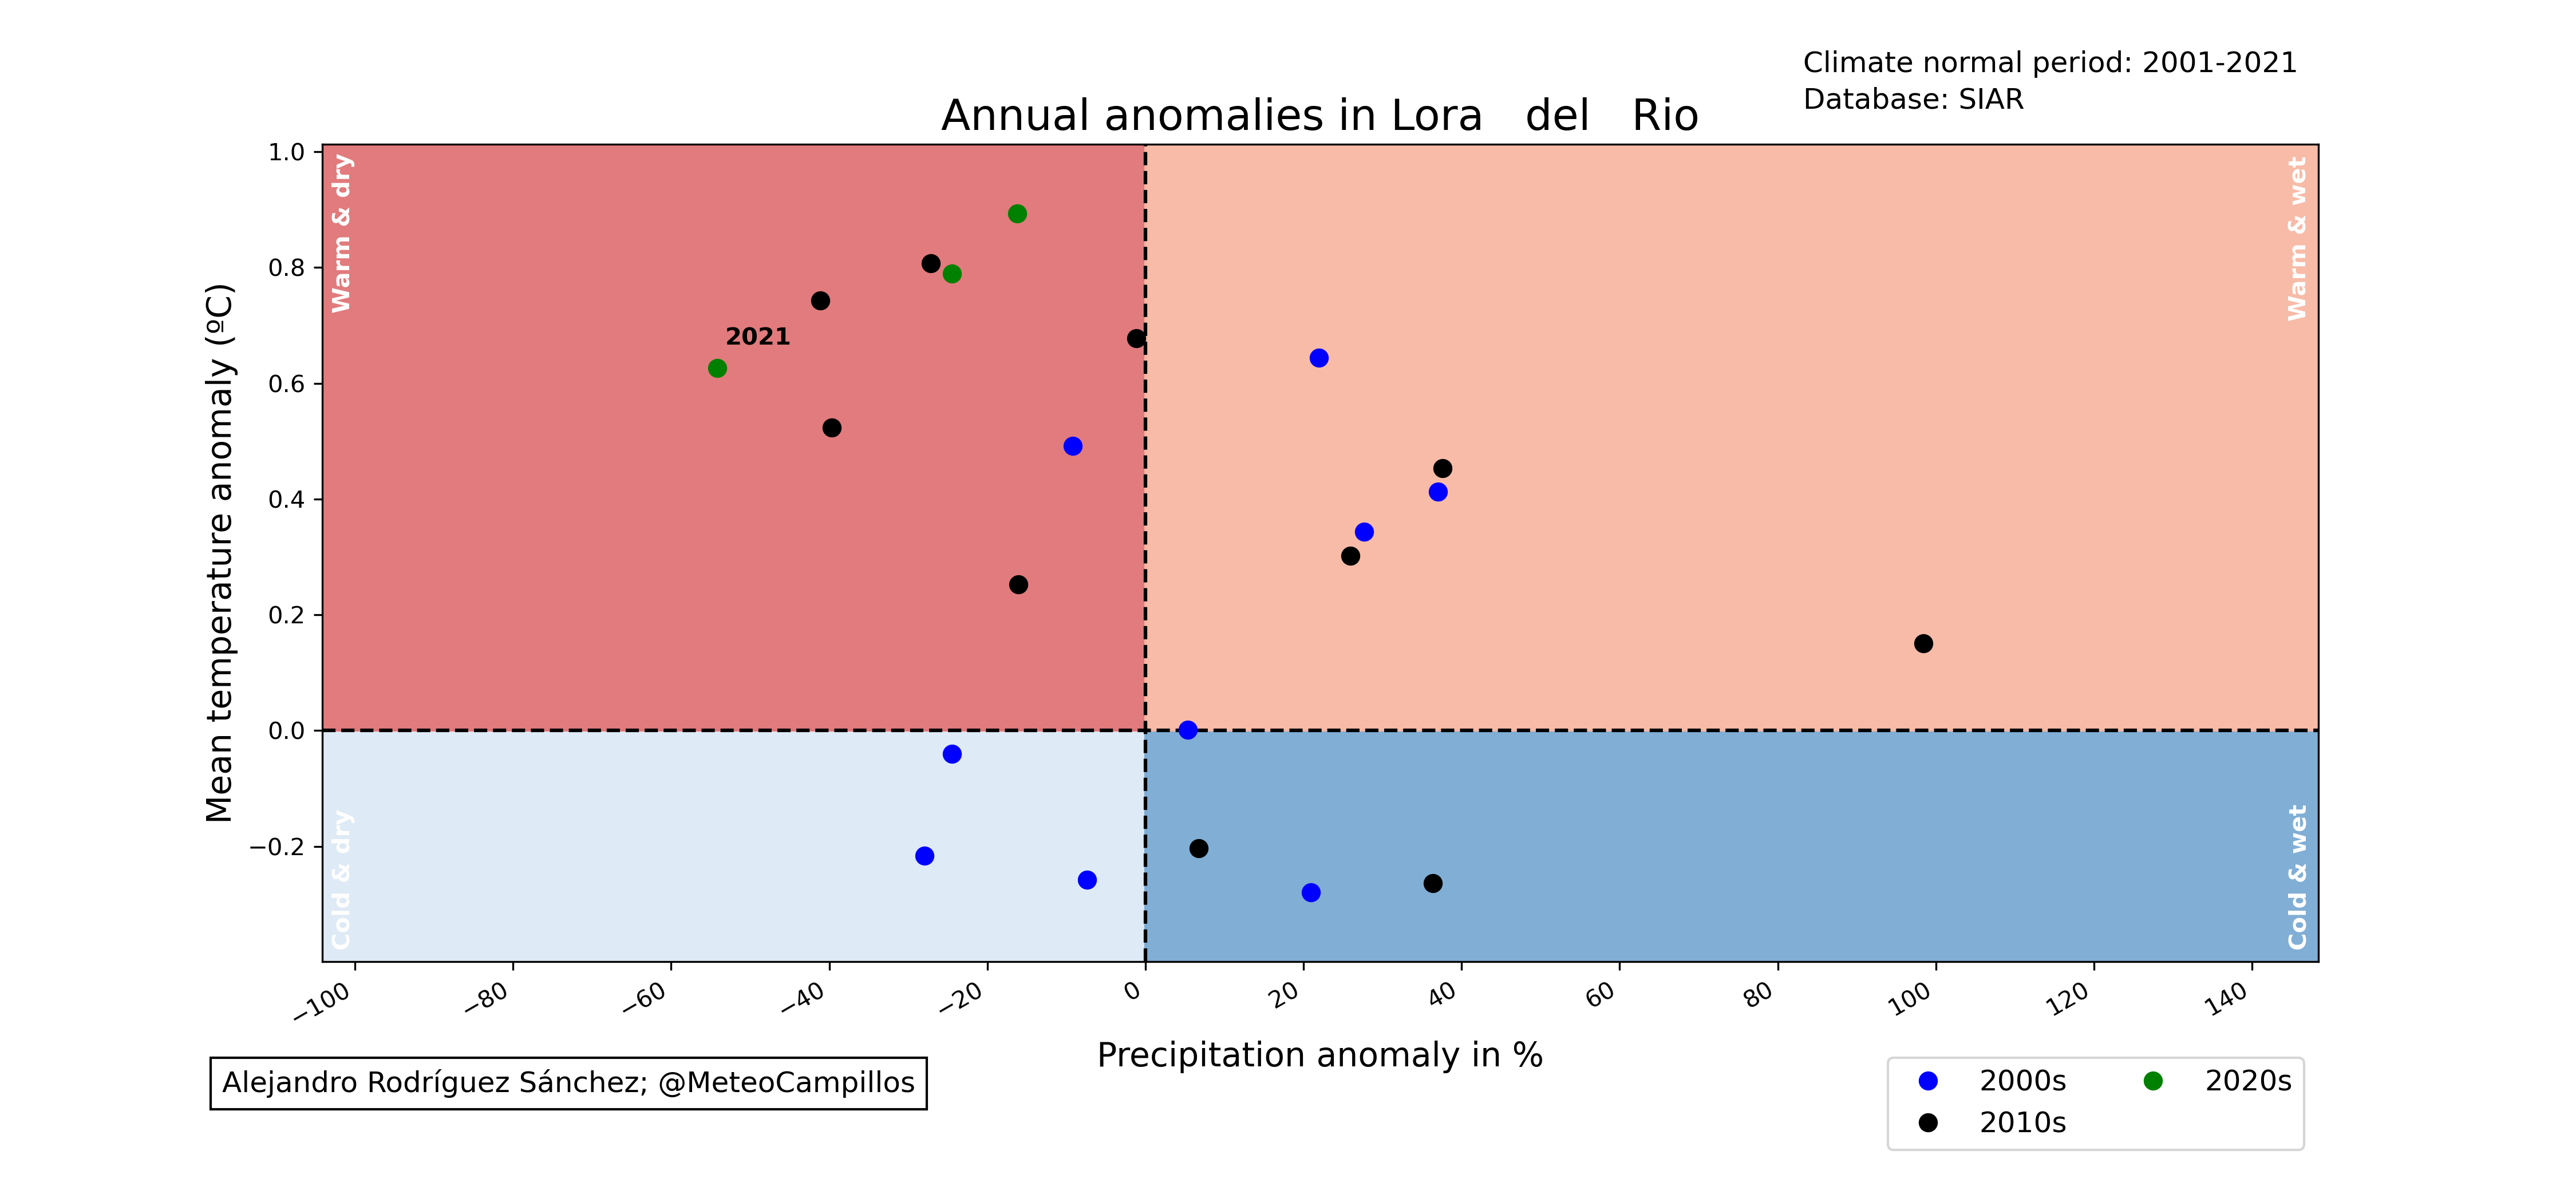 Climate normal period: 2001-2021
Database: SIAR
Annual anomalies in Lora   del   Rio
Warm & dry
Warm & wet
Cold & dry
Cold & wet
2021
Mean temperature anomaly (ºC)
1.0
0.8
0.6
0.4
0.2
0.0
−0.2
−100
−80
−60
−40
−20
0
20
40
60
80
100
120
140
Precipitation anomaly in %
Alejandro Rodríguez Sánchez; @MeteoCampillos
2000s
2010s
2020s